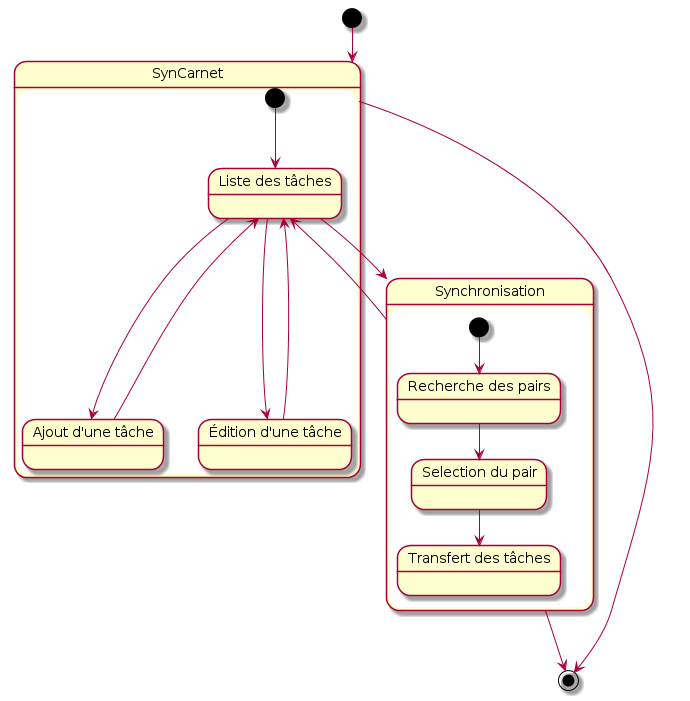 SynCarnet
Liste des tâches
Synchronisation
Recherche des pairs
Ajout d'une tâche
Édition d'une tâche
Selection du pair
Transfert des tâches